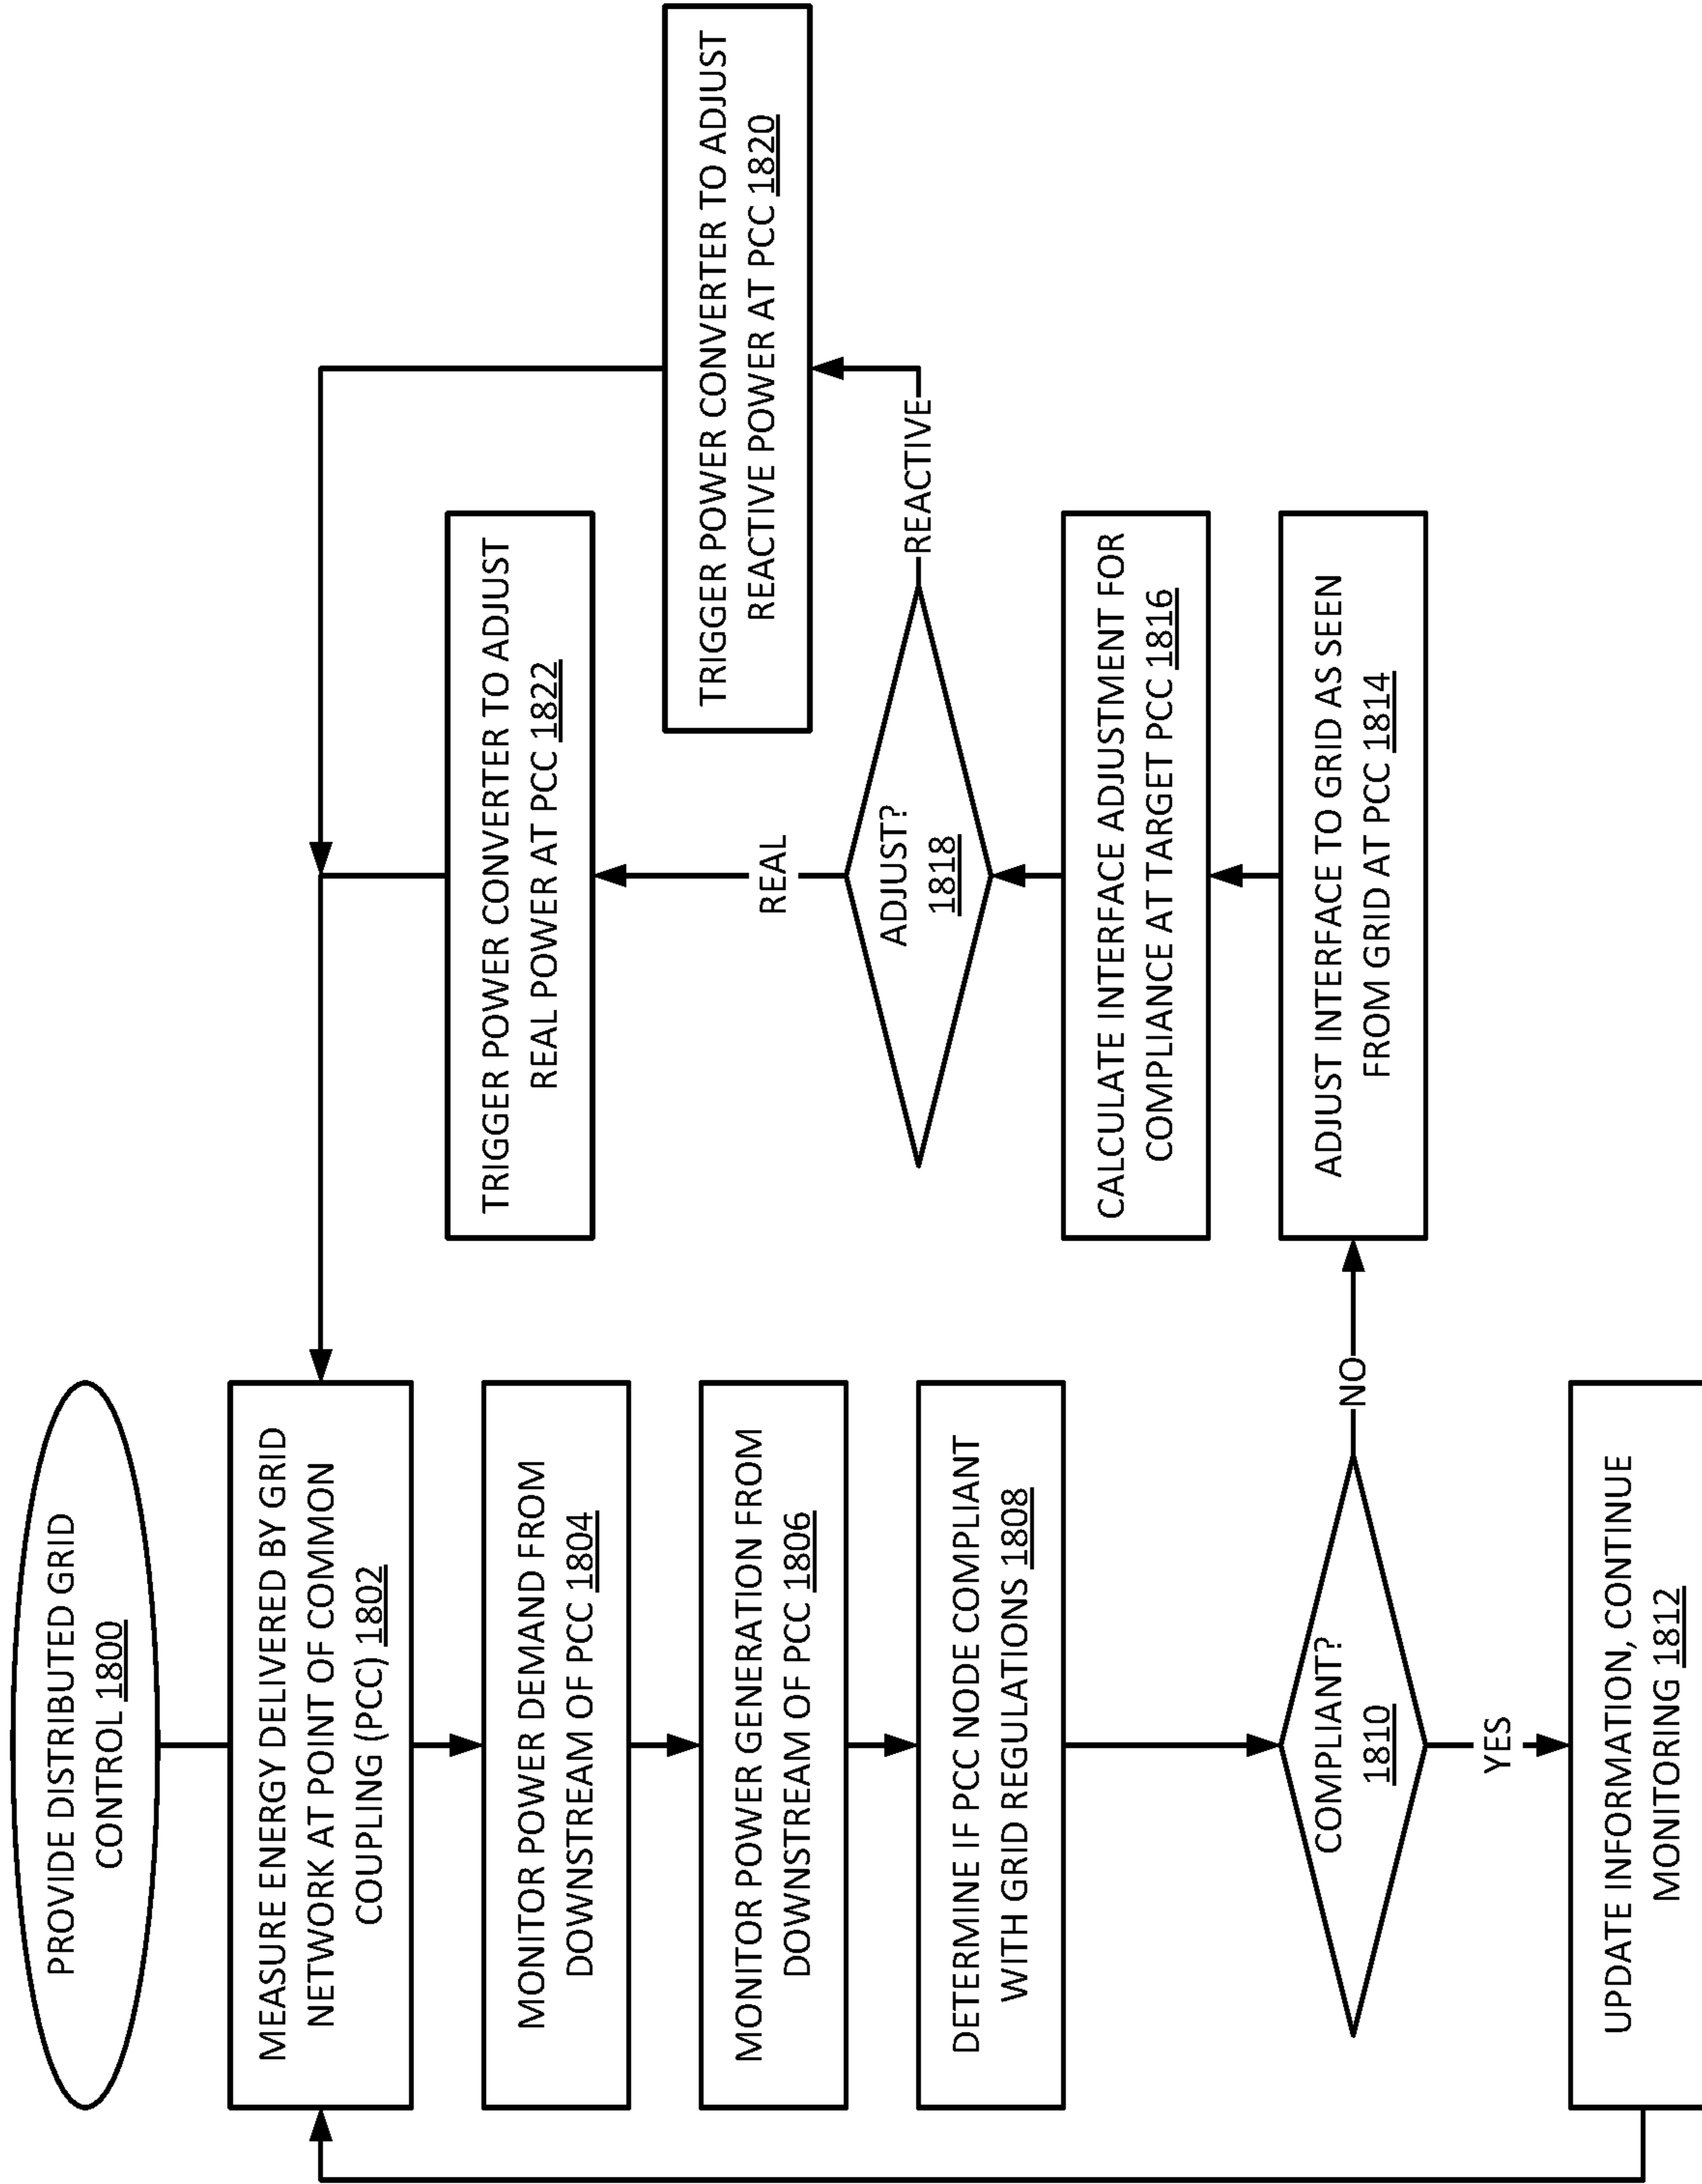 PROVIDE DISTRIBUTED GRID
CONTROL 1800
MEASURE ENERGY DELIVERED BY GRID
NETWORK AT POINT OF COMMON
COUPLING (PCC) 1802
MONITOR POWER DEMAND FROM
DOWNSTREAM OF PCC 1804
MONITOR POWER GENERATION FROM
DOWNSTREAM OF PCC 1806
DETERMINE IF PCC NODE COMPLIANT
WITH GRID REGULATIONS 1808
COMPLIANT?
1810
YES
UPDATE INFORMATION, CONTINUE
MONITORING 1812
NO
ADJUST INTERFACE TO GRID AS SEEN
FROM GRID AT PCC 1814
CALCULATE INTERFACE ADJUSTMENT FOR
COMPLIANCE AT TARGET PCC 1816
ADJUST?
1818
REACTIVE
TRIGGER POWER CONVERTER TO ADJUST
REACTIVE POWER AT PCC 1820
REAL
TRIGGER POWER CONVERTER TO ADJUST
REAL POWER AT PCC 1822